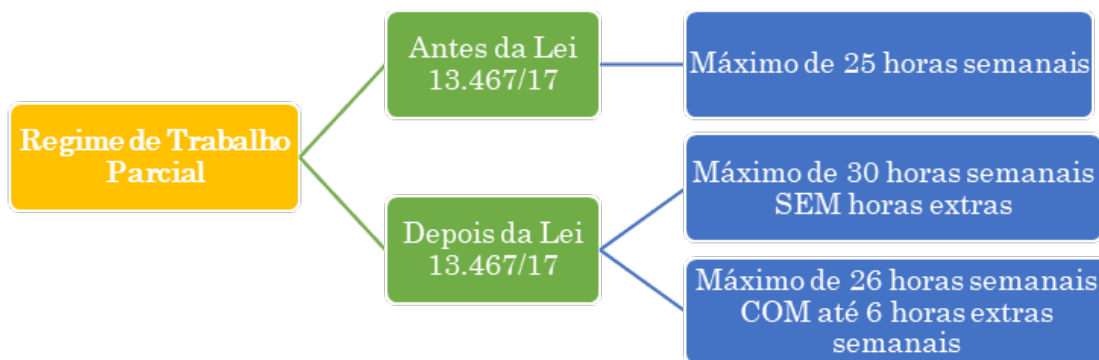 Regime de Trabalho
Parcial
Antes da Lei
13.467/17
Máximo de 25 horas semanais
Depois da Lei
13.467/17
Máximo de 30 horas semanais
SEM horas extras
Máximo de 26 horas semanais
COM até 6 horas extras
semanais